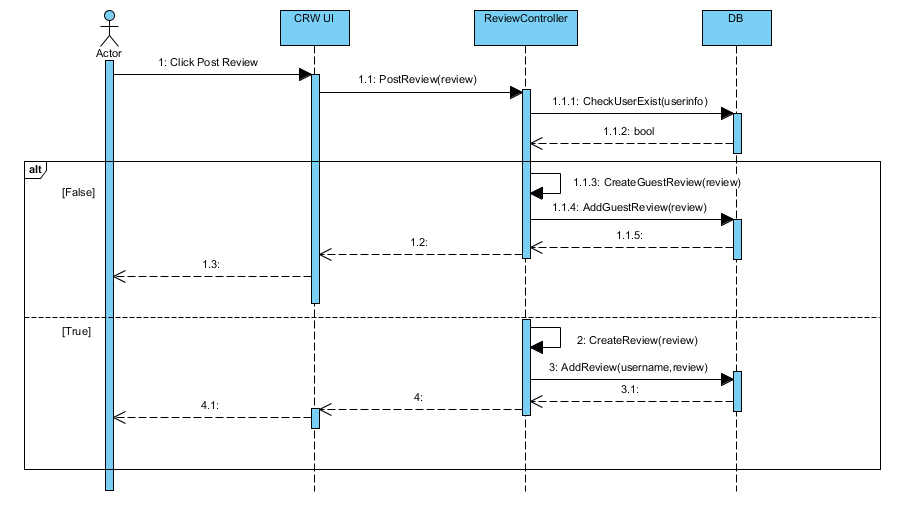 CRW UI
ReviewController
DB
Actor
1: Click Post Review
1.1: PostReview(review)
1.1.1: CheckUserExist(userinfo)
1.1.2: bool
alt
[False]
1.1.3: CreateGuestReview(review)
1.1.4: AddGuestReview(review)
1.1.5:
1.2:
1.3:
[True]
2: CreateReview(review)
3: AddReview(username,review)
3.1:
4:
4.1: